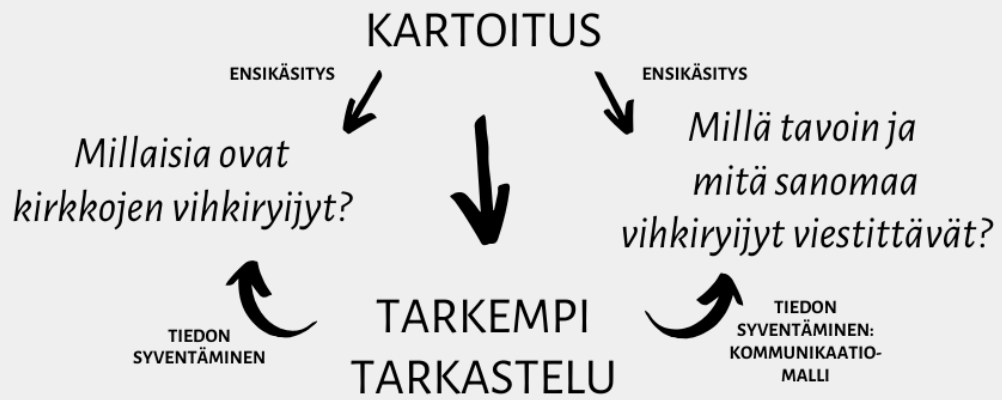 KARTOITUS
ENSIKÄSITYS
ENSIKÄSITYS
Millaisia ovat
kirkkojen vihkiryijyt?
Millä tavoin ja
mitä sanomaa
vihkiryijyt viestittävät?
TARKEMPI
TARKASTELU
TIEDON
SYVENTÄMINEN
TIEDON
SYVENTÄMINEN:
KOMMUNIKAATIO-
MALLI